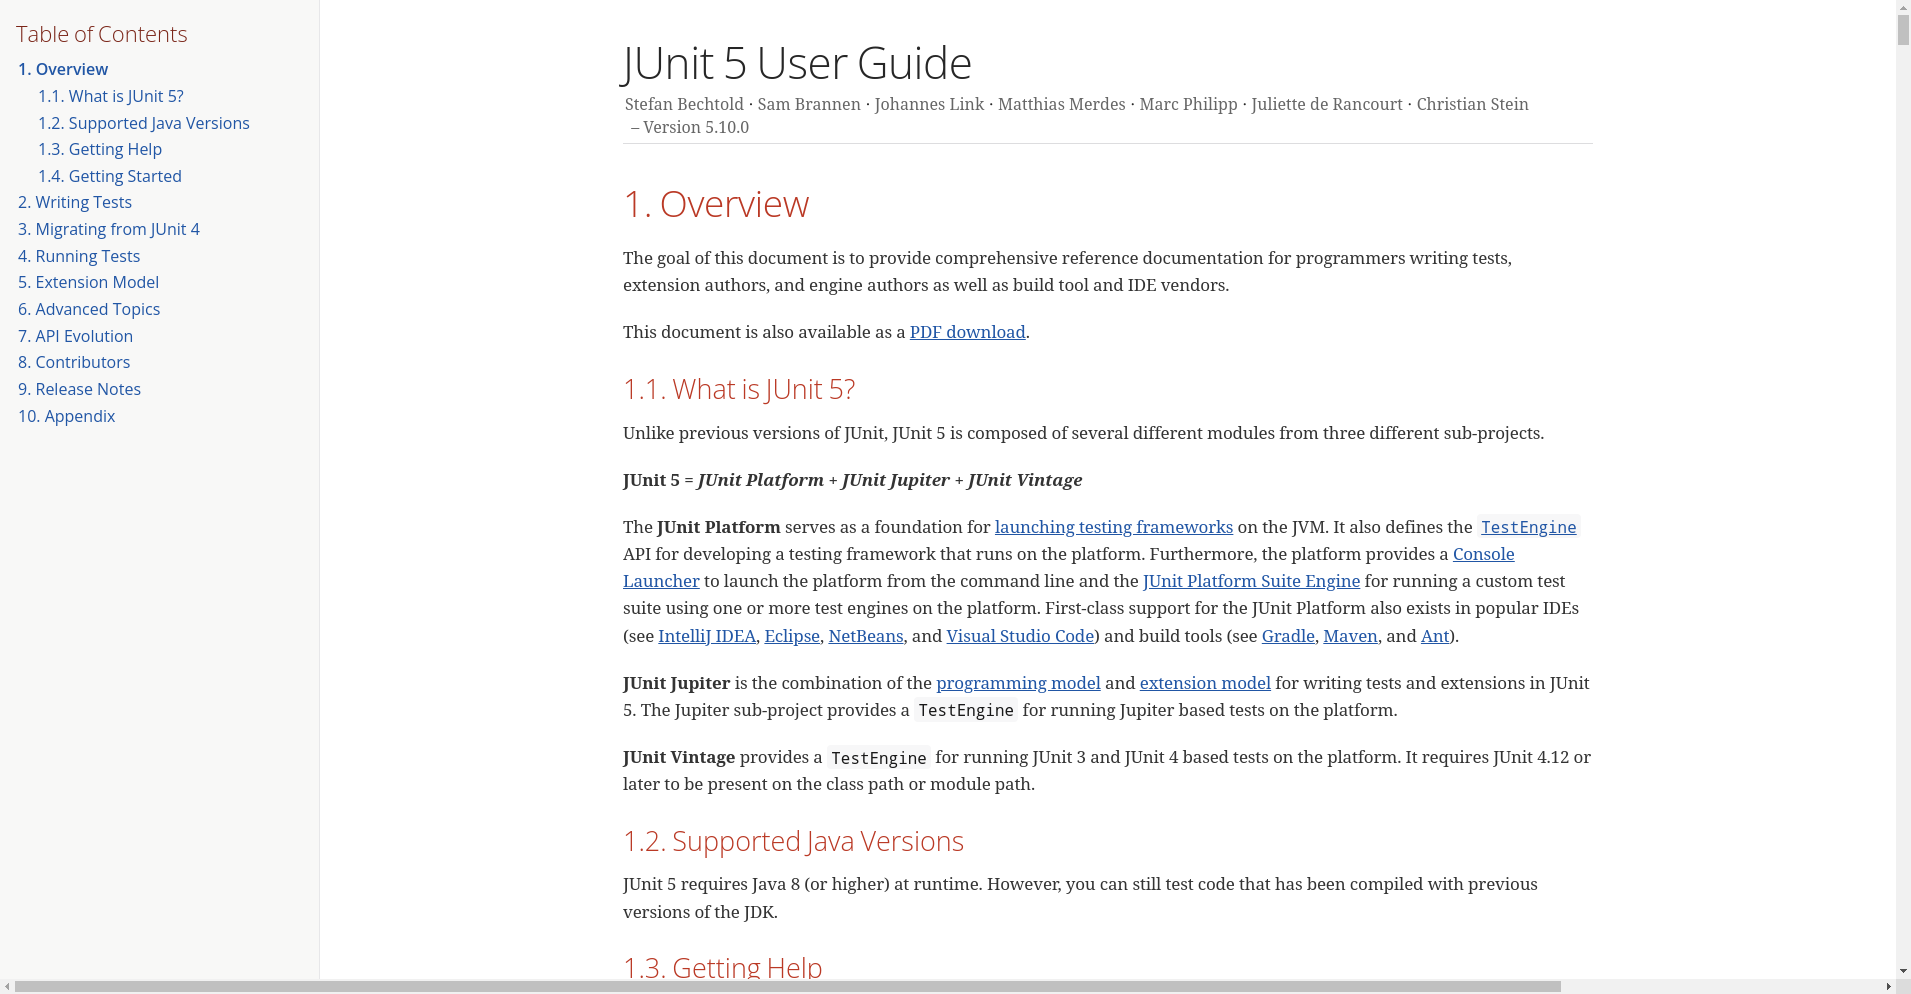 Table of Contents
1. Overview
1.1. What is JUnit 5?
1.2. Supported Java Versions
1.3. Getting Help
1.4. Getting Started
2. Writing Tests
3. Migrating from JUnit 4
4. Running Tests
5. Extension Model
6. Advanced Topics
7. API Evolution
8. Contributors
9. Release Notes
10. Appendix
JUnit 5 User Guide
Stefan Bechtold · Sam Brannen · Johannes Link · Matthias Merdes · Marc Philipp · Juliette de Rancourt · Christian Stein
– Version 5.10.0
1. Overview
The goal of this document is to provide comprehensive reference documentation for programmers writing tests,
extension authors, and engine authors as well as build tool and IDE vendors.
This document is also available as a PDF download.
1.1. What is JUnit 5?
Unlike previous versions of JUnit, JUnit 5 is composed of several different modules from three different sub-projects.
JUnit 5 = JUnit Platform + JUnit Jupiter + JUnit Vintage
The JUnit Platform serves as a foundation for launching testing frameworks on the JVM. It also defines the TestEngine
API for developing a testing framework that runs on the platform. Furthermore, the platform provides a Console
Launcher to launch the platform from the command line and the JUnit Platform Suite Engine for running a custom test
suite using one or more test engines on the platform. First-class support for the JUnit Platform also exists in popular IDEs
(see IntelliJ IDEA, Eclipse, NetBeans, and Visual Studio Code) and build tools (see Gradle, Maven, and Ant).
JUnit Jupiter is the combination of the programming model and extension model for writing tests and extensions in JUnit
5. The Jupiter sub-project provides a TestEngine for running Jupiter based tests on the platform.
JUnit Vintage provides a TestEngine for running JUnit 3 and JUnit 4 based tests on the platform. It requires JUnit 4.12 or
later to be present on the class path or module path.
1.2. Supported Java Versions
JUnit 5 requires Java 8 (or higher) at runtime. However, you can still test code that has been compiled with previous
versions of the JDK.
1.3. Getting Help